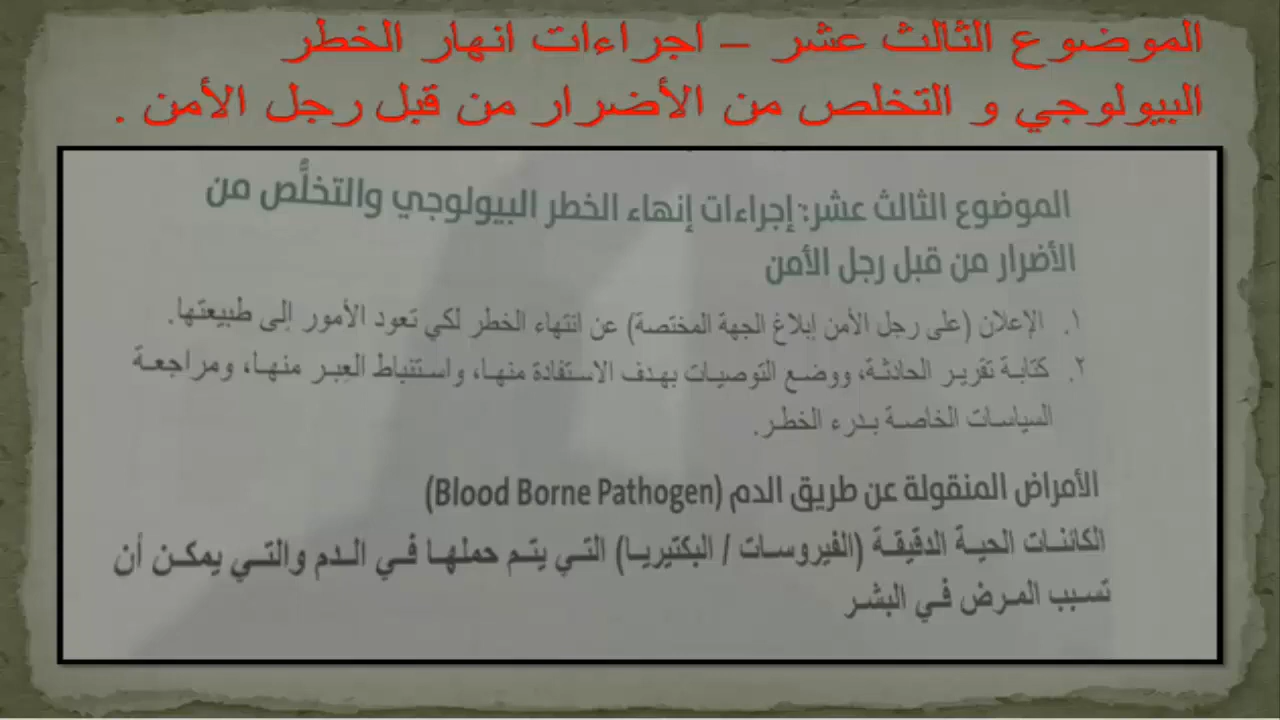 الموضوع الثالث عشر – اجراءات انهار الخطر
البيولوجي و التخلص من الأضرار من قبل رجل الأمن .
الموضوع الثالث عشر: إجراءات إنهاء الخطر البيولوجي والتخلُّص من
الأضرار من قبل رجل الأمن
١. الإعلان (على رجل الأمن إبلاغ الجهة المختصة) عن انتهاء الخطر لكي تعود الأمور إلى طبيعتها.
٢. كتابة تقرير الحادثة، ووضع التوصيات بهدف الاستفادة منها، واستنباط العِبر منها، ومراجعة
السياسات الخاصة بدرء الخطر.
الأمراض المنقولة عن طريق الدم (Blood Borne Pathogen)
الكائنات الحية الدقيقة (الفيروسات / البكتيريا) التي يتم حملها في الدم والتي يمكن أن
تسبب المرض في البشر